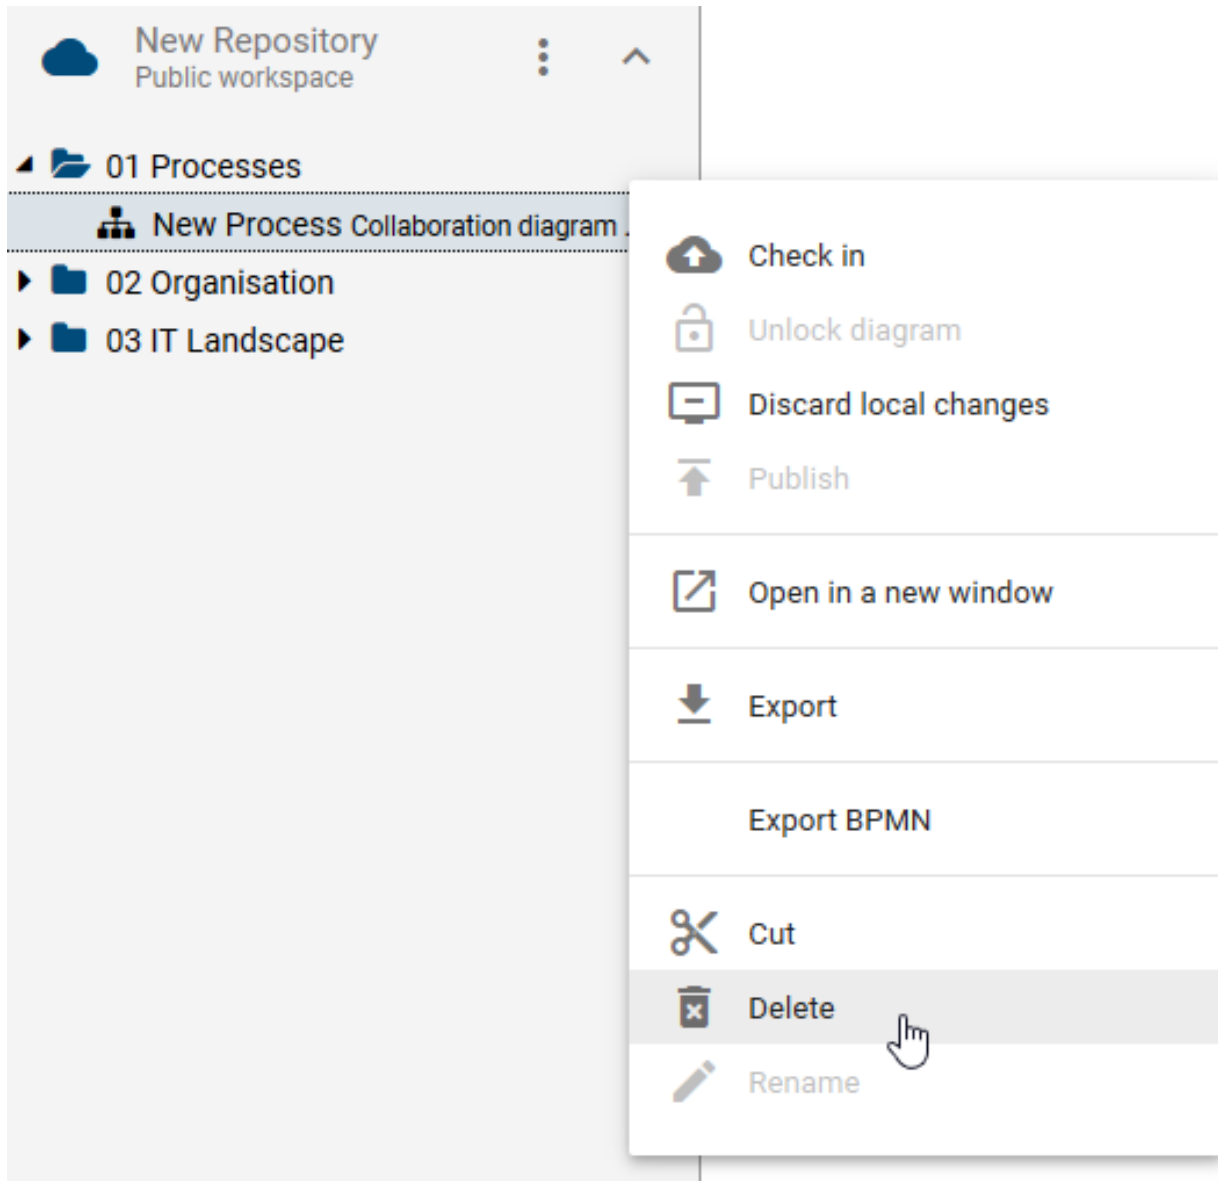 New Repository
Public workspace
01 Processes
New Process Collaboration diagram .
02 Organisation
03 IT Landscape
Check in
Unlock diagram
Discard local changes
Publish
Open in a new window
Export
Export BPMN
Cut
Delete
Rename